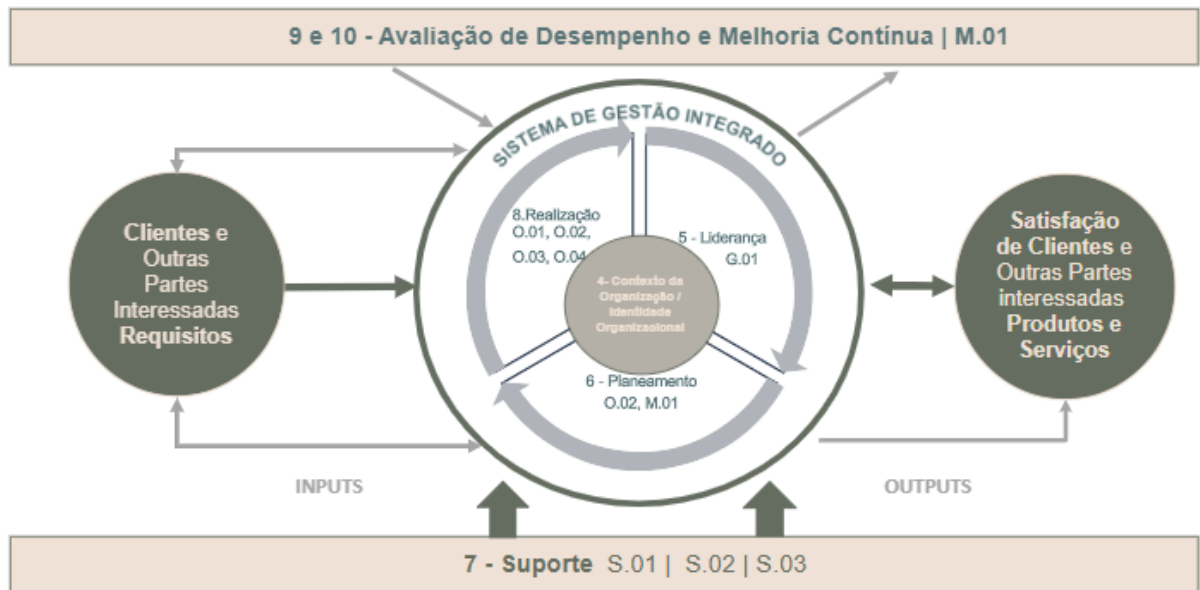 9 e 10 - Avaliação de Desempenho e Melhoria Contínua | M.01
SISTEMA DE GESTÃO INTEGRADO
Clientes e
Outras
Partes
Interessadas
Requisitos
8.Realização
O.01, O.02,
O.03, O.04
5 - Liderança
G.01
4- Contexto da
Organização /
Identidade
Organizacional
6 - Planeamento
O.02, M.01
Satisfação
de Clientes e
Outras Partes
interessadas
Produtos e
Serviços
INPUTS
OUTPUTS
7 - Suporte S.01 | S.02 | S.03